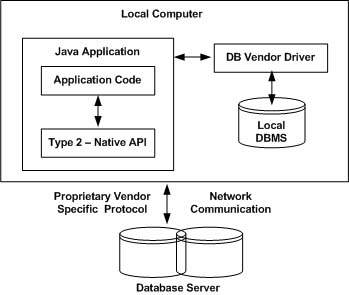 Local Computer
Java Application
Application Code
DB Vendor Driver
Type 2 – Native API
Local
DBMS
Proprietary Vendor
Specific Protocol
Network
Communication
Database Server